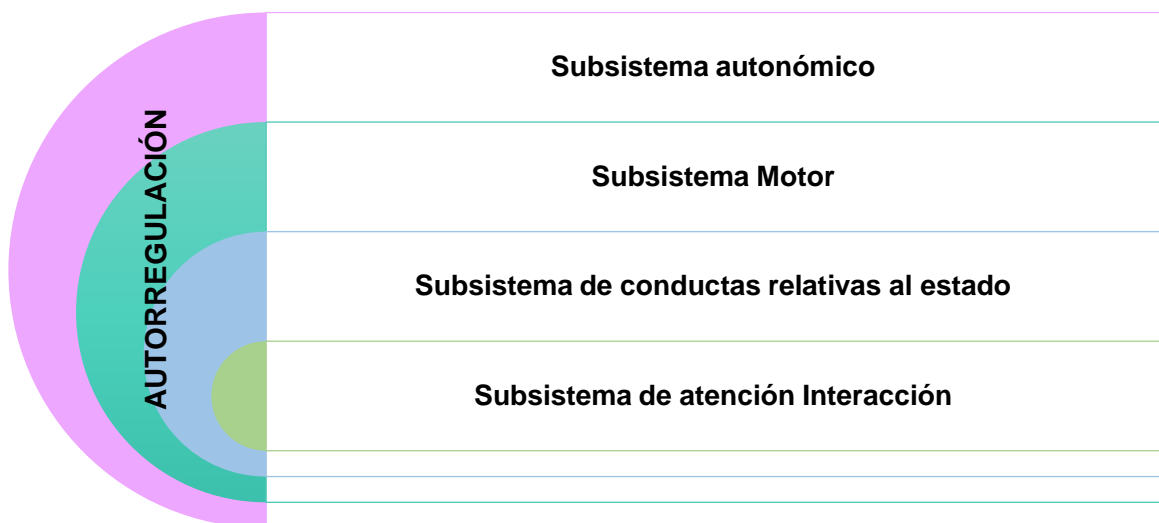 AUTORREGULACIÓN
Subsistema autonómico
Subsistema Motor
Subsistema de conductas relativas al estado
Subsistema de atención Interacción